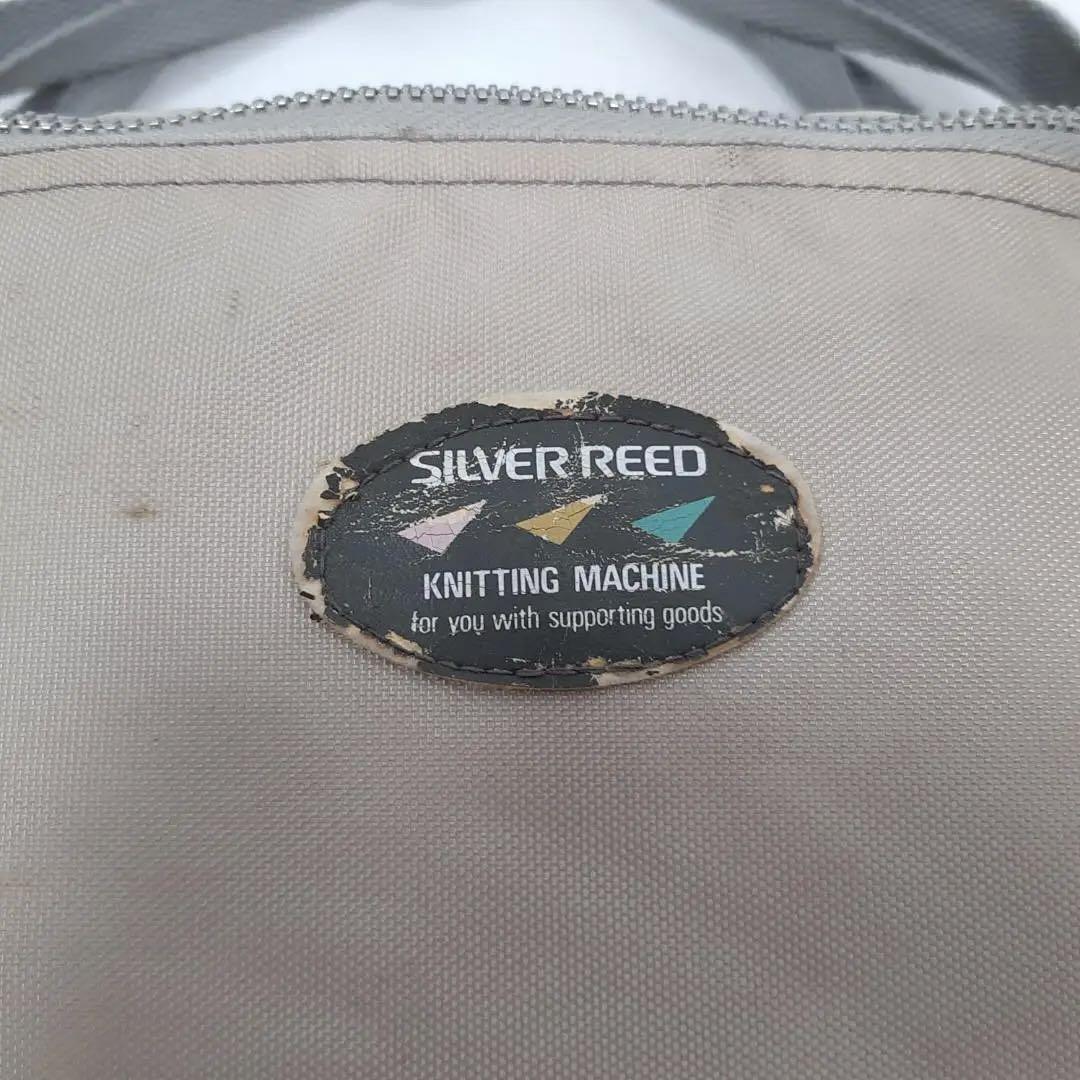 SILVER REED
KNITTING MACHINE
for you with supporting goods